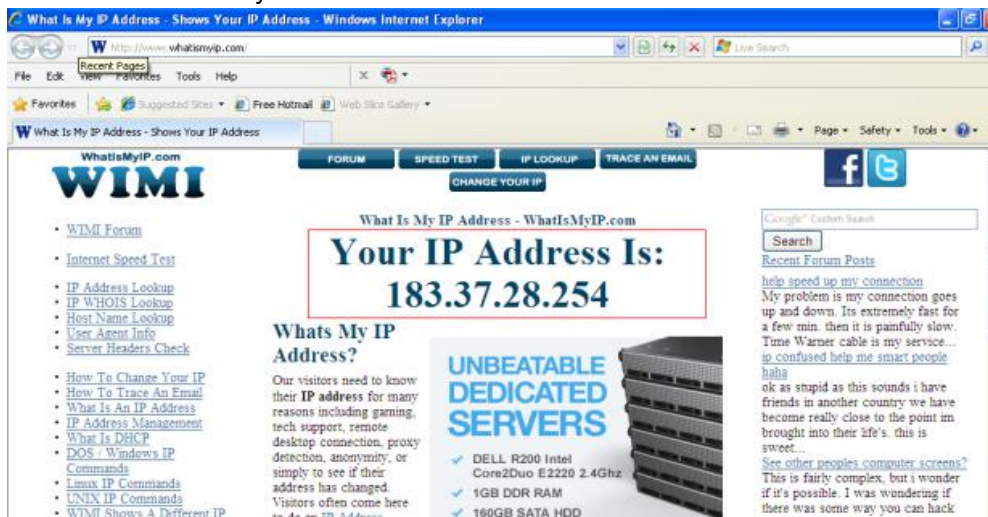 What Is My IP Address - Shows Your IP Address - Windows Internet Explorer
http://www.whatismyip.com/
Live Search
Recent Pages
File Edit View Favorites Tools Help
x
Favorites Suggested Sites Free Hotmail Web Slice Gallery
What Is My IP Address - Shows Your IP Address
Page Safety Tools
WhatIsMyIP.com
WIMI
FORUM SPEED TEST IP LOOKUP TRACE AN EMAIL
CHANGE YOUR IP
What Is My IP Address - WhatIsMyIP.com
Your IP Address Is:
183.37.28.254
• WIMI Forum
• Internet Speed Test
• IP Address Lookup
• IP WHOIS Lookup
• Host Name Lookup
• User Agent Info
• Server Headers Check
• How To Change Your IP
• How To Trace An Email
• What Is An IP Address
• IP Address Management
• What Is DHCP
• DOS / Windows IP
Commands
• Linux IP Commands
• UNIX IP Commands
• WIMI Shows A Different IP
Whats My IP
Address?
Our visitors need to know
their IP address for many
reasons including gaming,
tech support, remote
desktop connection, proxy
detection, anonymity, or
simply to see if their
address has changed.
Visitors often come here
to do an IP Address
UNBEATABLE
DEDICATED
SERVERS
DELL R200 Intel
Core2Duo E2220 2.4Ghz
1GB DDR RAM
160GB SATA HDD
Google Custom Search
Search
Recent Forum Posts
help speed up my connection
My problem is my connection goes
up and down. Its extremely fast for
a few min. then it is painfully slow.
Time Warner cable is my service...
ip confused help me smart people
haha
ok as stupid as this sounds i have
friends in another country we have
become really close to the point im
brought into their life's. this is
sweet...
See other peoples computer screens?
This is fairly complex, but i wonder
if it's possible. I was wondering if
there was some way you can hack